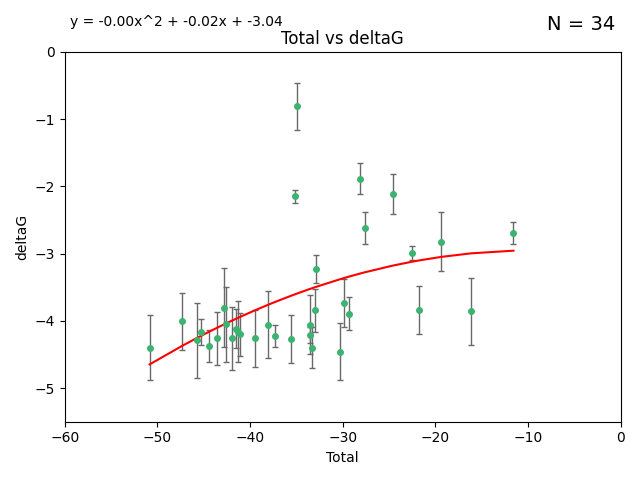 y = -0.00x^2 + -0.02x + -3.04
N = 34
Total vs deltaG
0
−1
−2
−3
−4
−5
deltaG
−60 −50 −40 −30 −20 −10 0
Total